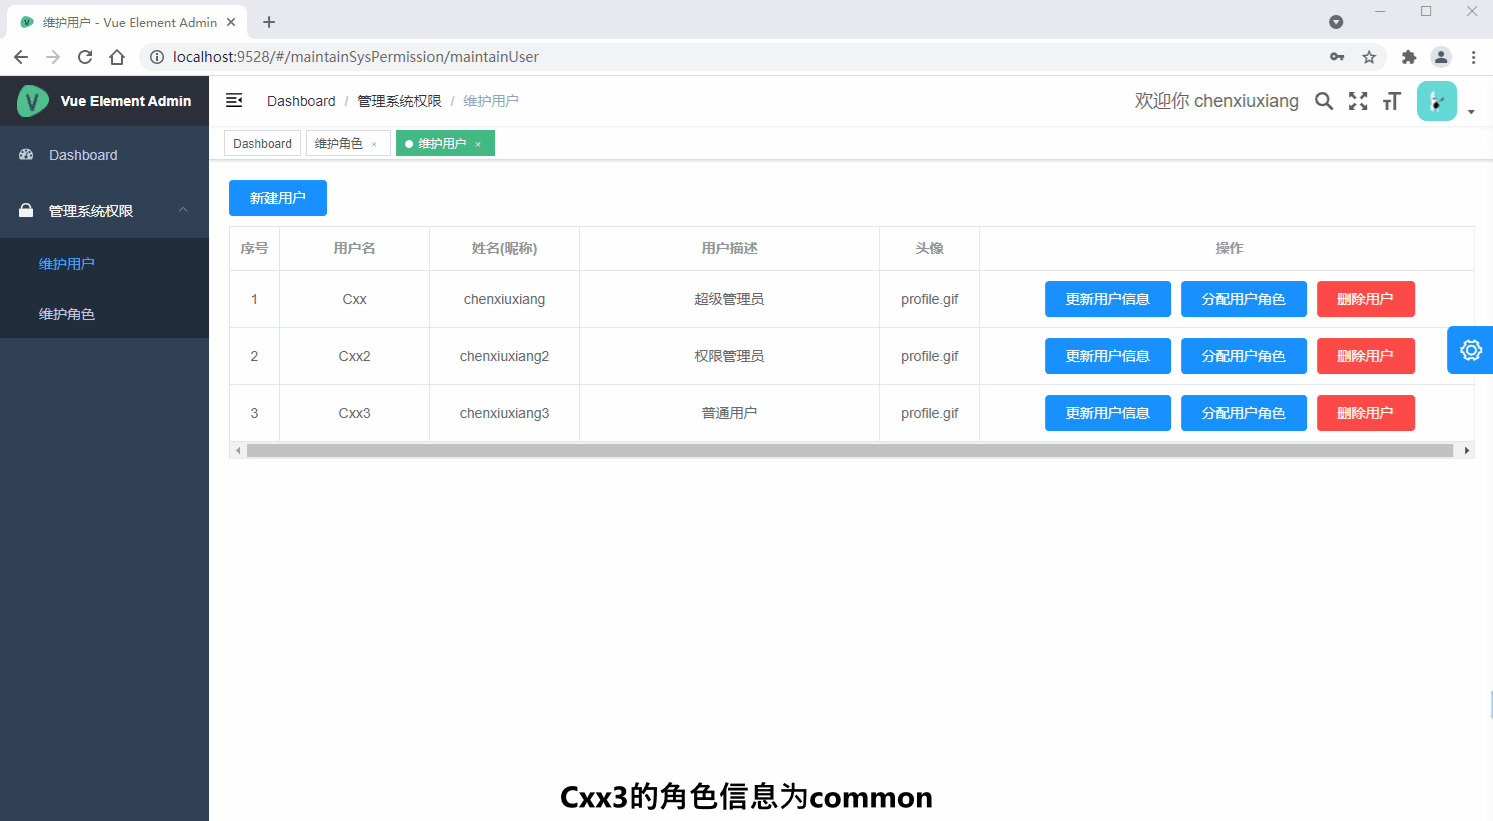 维护用户 - Vue Element Admin
localhost:9528/#/maintainSysPermission/maintainUser
Vue Element Admin
Dashboard / 管理系统权限 / 维护用户
欢迎你 chenxiuxiang
Dashboard
维护角色
维护用户
Dashboard
管理系统权限
维护用户
维护角色
新建用户
序号 用户名 姓名(昵称) 用户描述 头像 操作
1 Cxx chenxiuxiang 超级管理员 profile.gif 更新用户信息 分配用户角色 删除用户
2 Cxx2 chenxiuxiang2 权限管理员 profile.gif 更新用户信息 分配用户角色 删除用户
3 Cxx3 chenxiuxiang3 普通用户 profile.gif 更新用户信息 分配用户角色 删除用户
Cxx3的角色信息为common